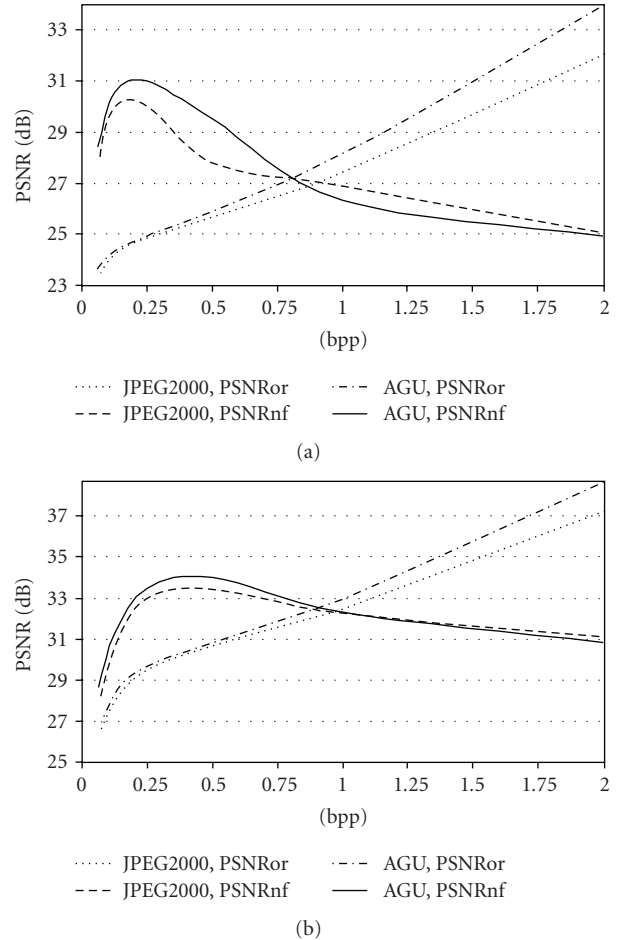 33
31
29
27
25
23
PSNR (dB)
0 0.25 0.5 0.75 1 1.25 1.5 1.75 2
(bpp)
JPEG2000, PSNRor AGU, PSNRor
JPEG2000, PSNRnf AGU, PSNRnf
(a)
37
35
33
31
29
27
25
PSNR (dB)
0 0.25 0.5 0.75 1 1.25 1.5 1.75 2
(bpp)
JPEG2000, PSNRor AGU, PSNRor
JPEG2000, PSNRnf AGU, PSNRnf
(b)